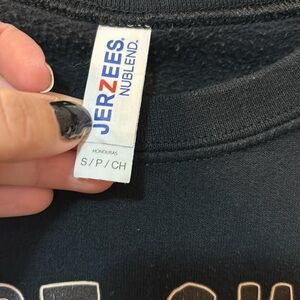 JERZEES®
NUBLEND®
HONDURAS
S / P / CH